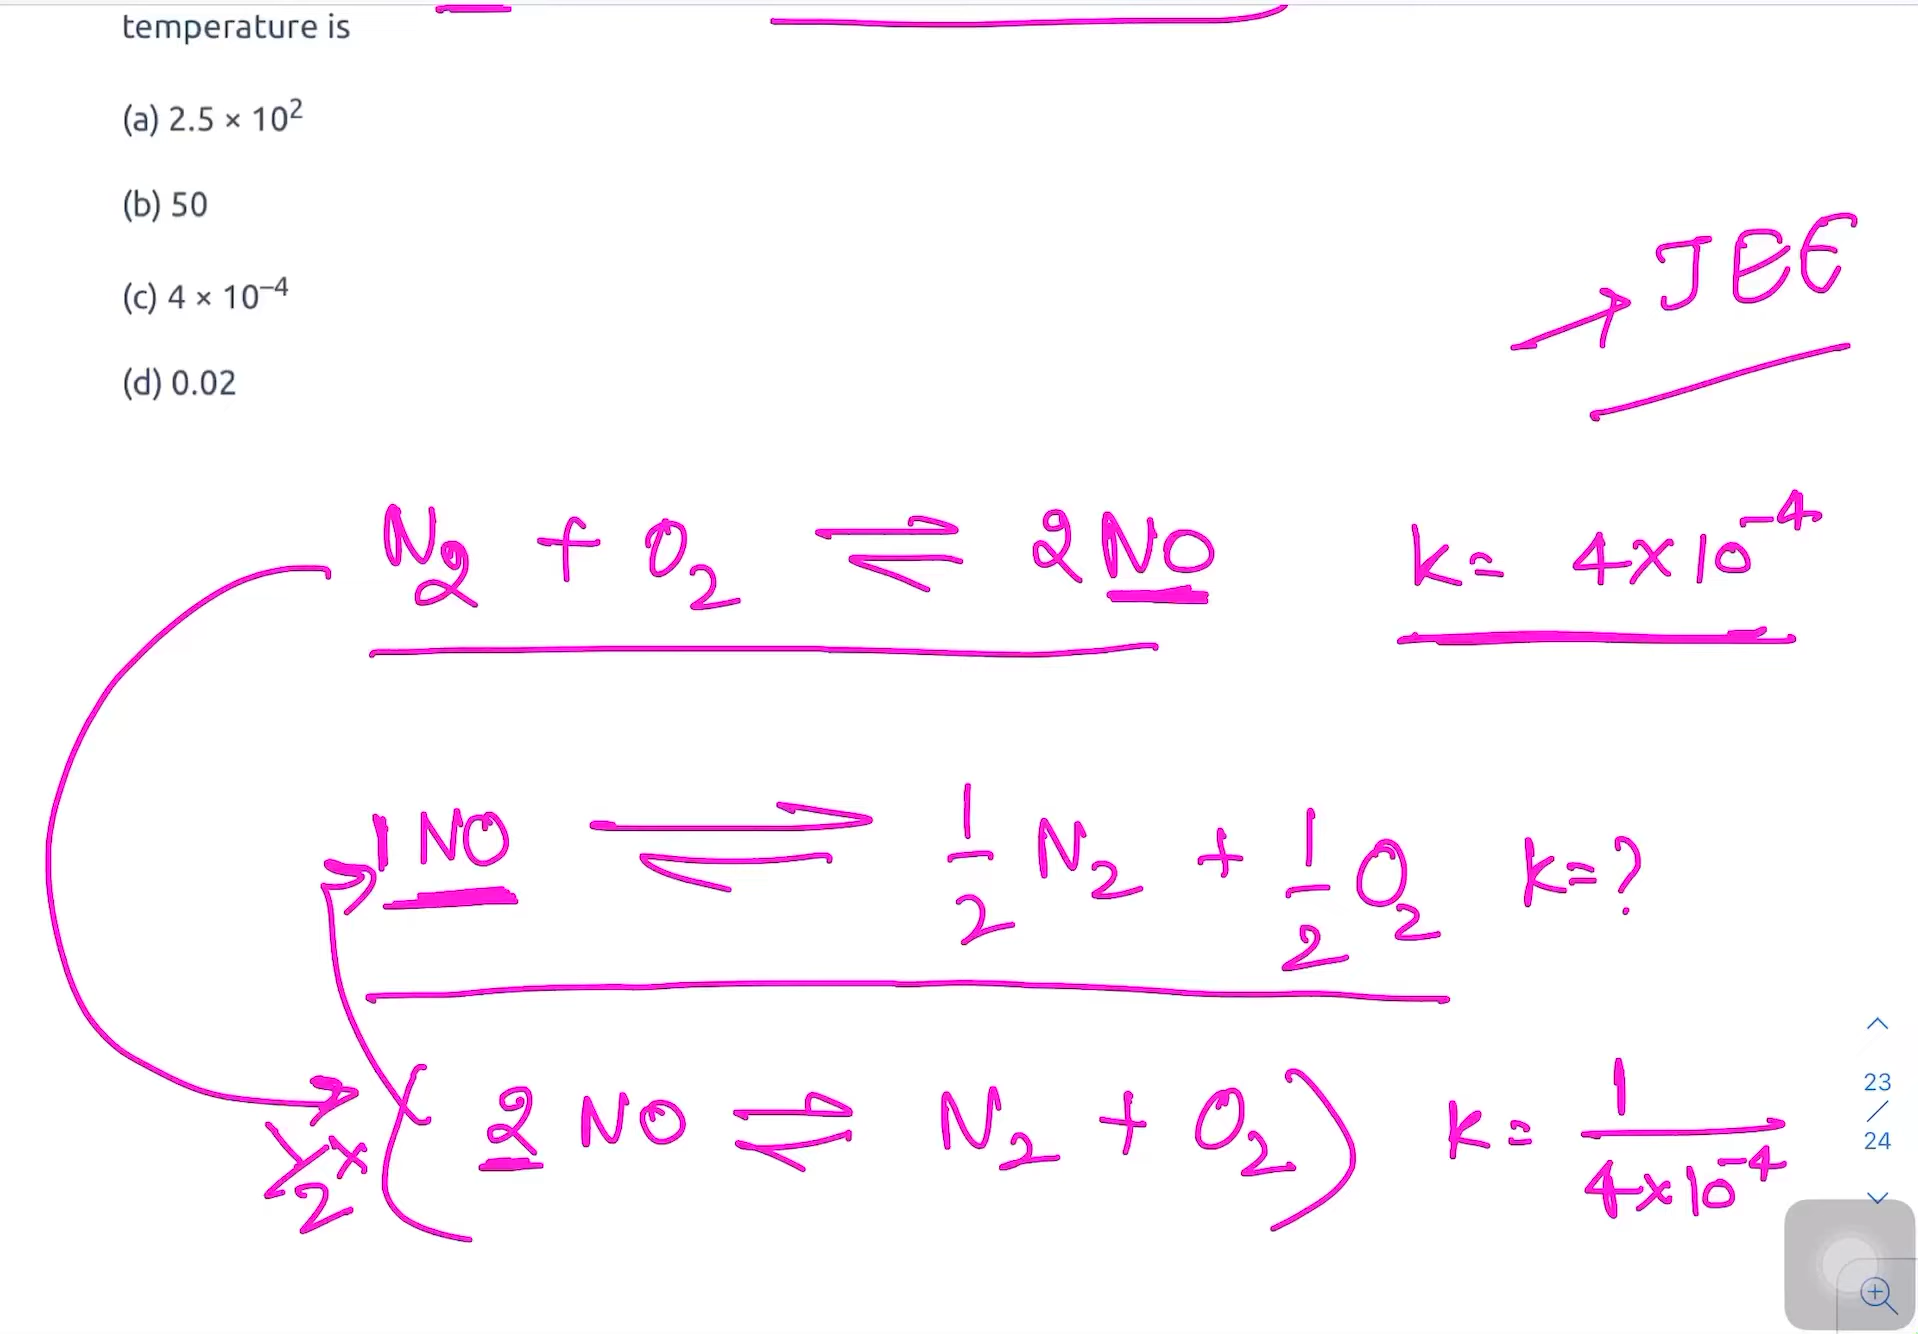 temperature is
(a) 2.5 × 10²
(b) 50
(c) 4 × 10⁻⁴
(d) 0.02
→ JEE
N₂ + O₂ ⇌ 2NO k = 4×10⁻⁴
1 NO ⇌ 1/2 N₂ + 1/2 O₂ k=?
1/2 × ( 2 NO ⇌ N₂ + O₂ ) k = 1/4×10⁻⁴
23
/
24